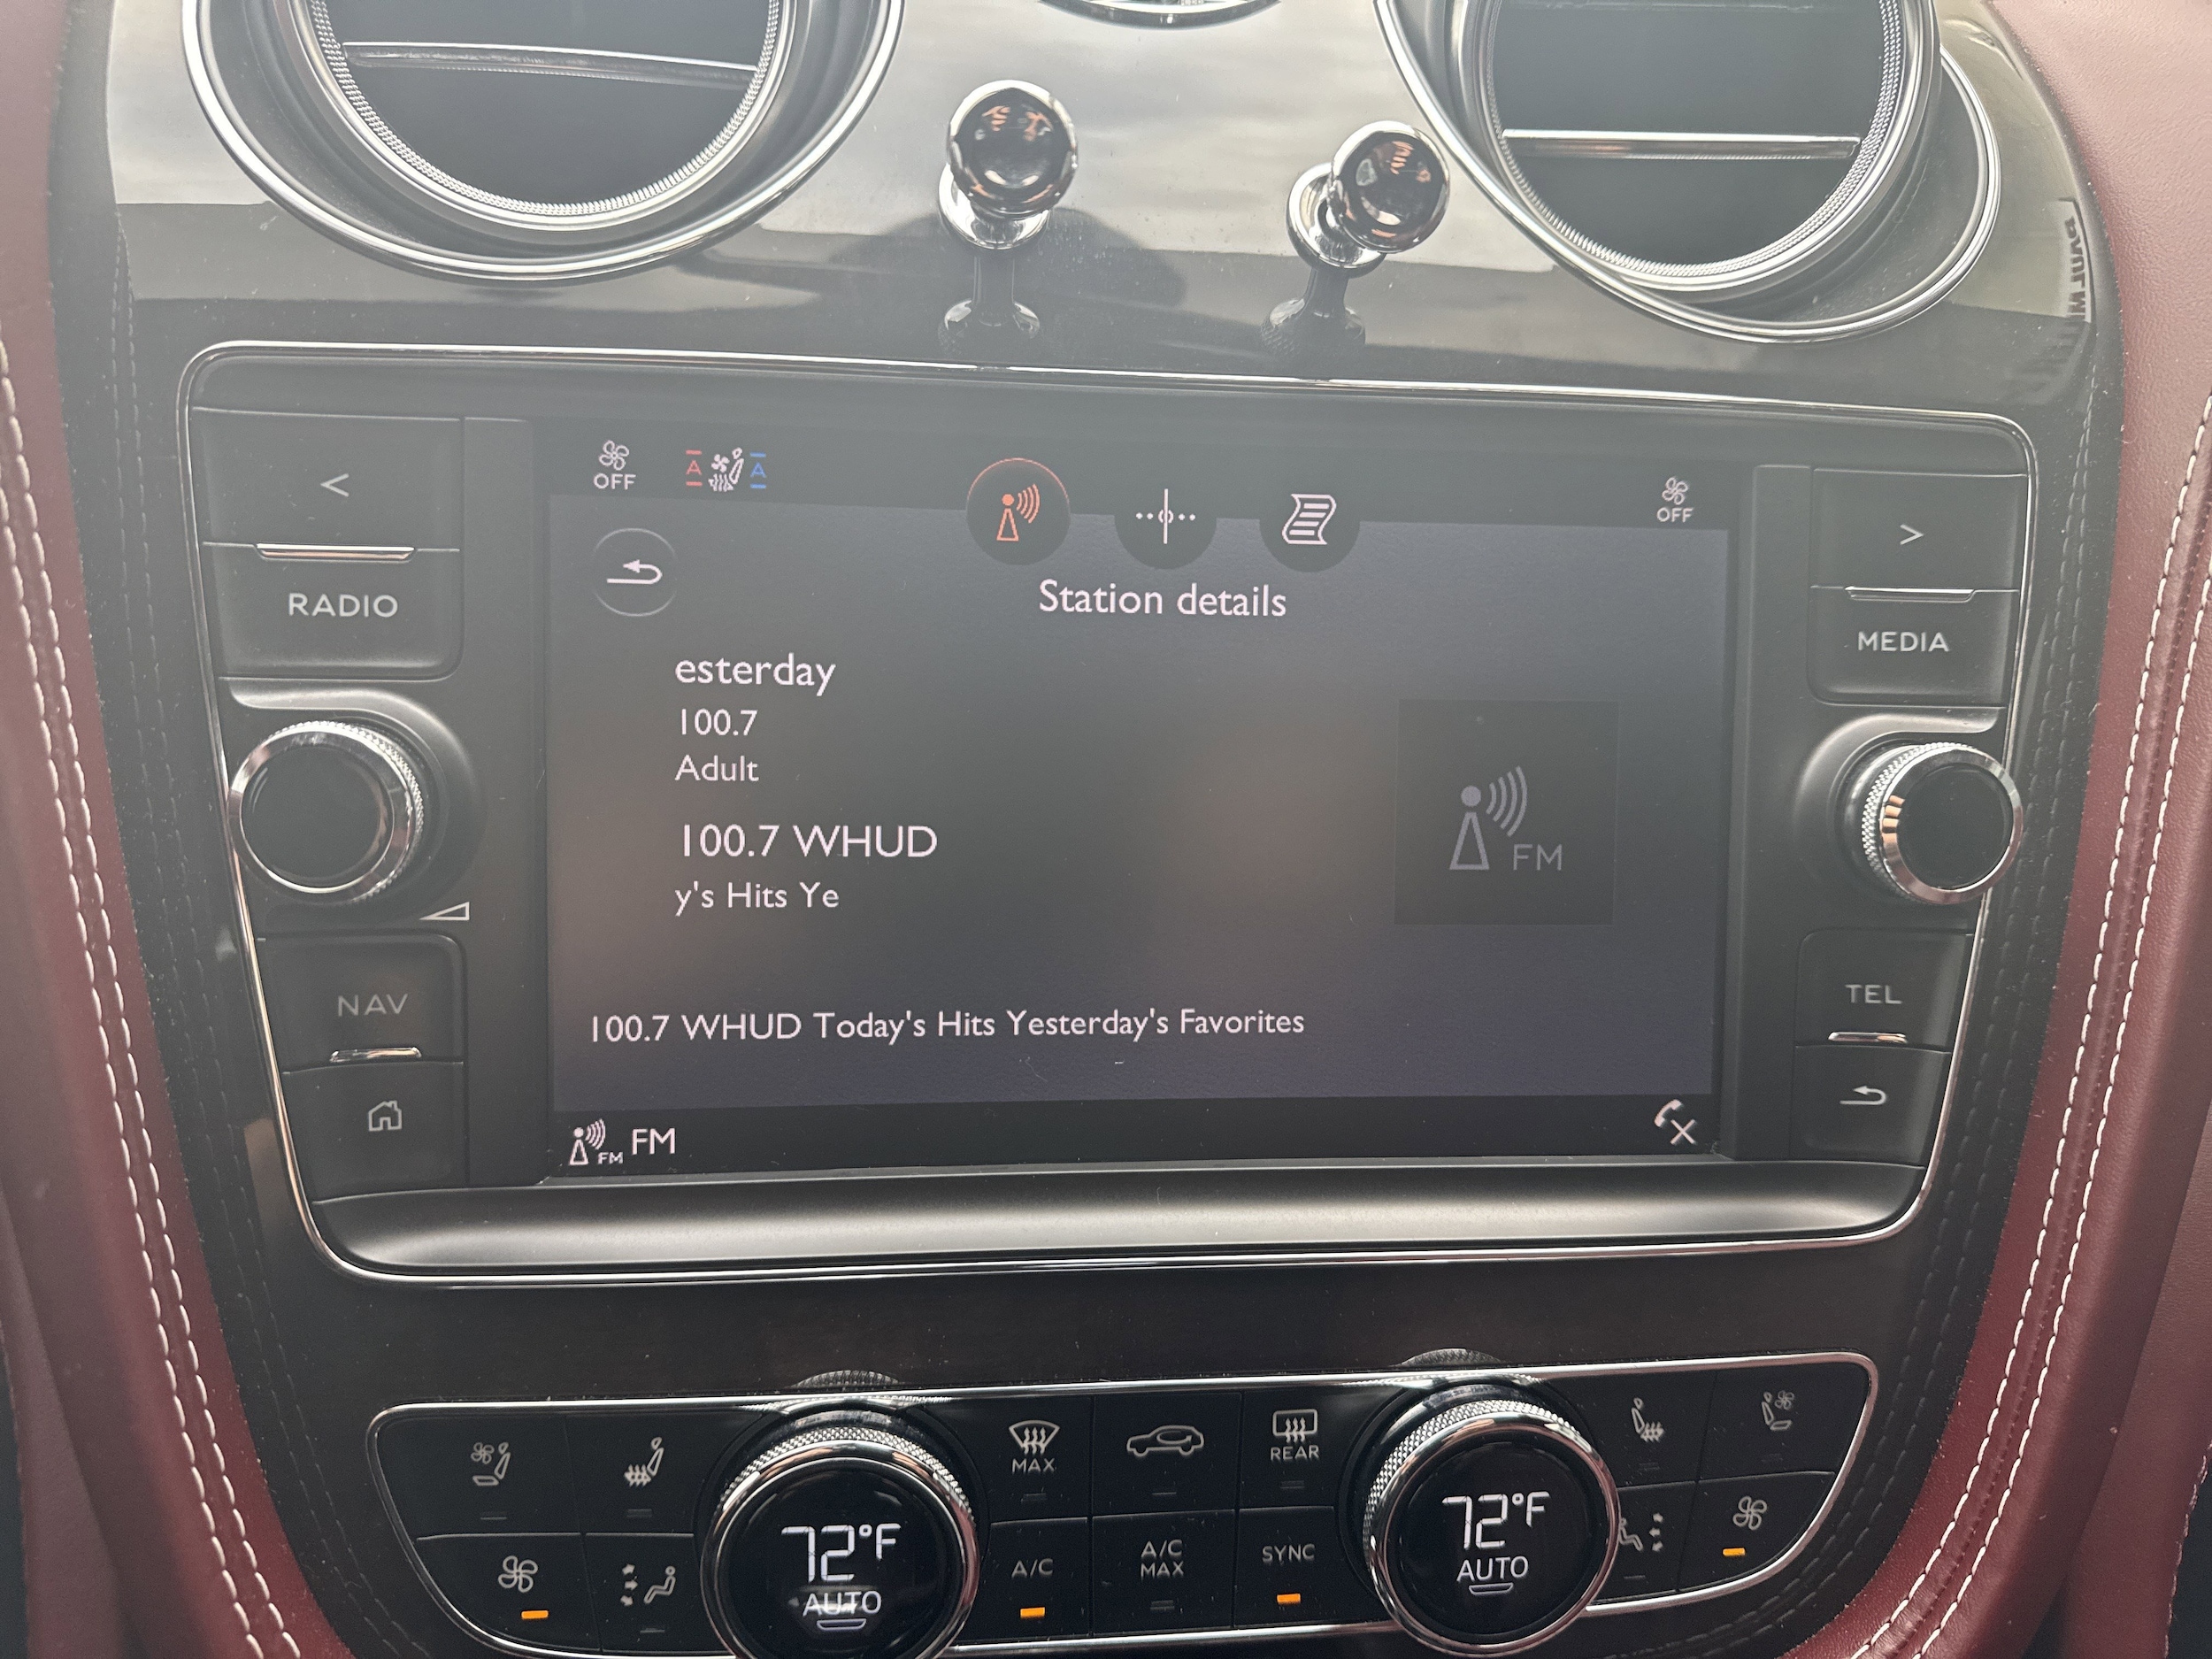 <
RADIO
NAV
OFF
A
A
OFF
Station details
esterday
100.7
Adult
100.7 WHUD
y's Hits Ye
FM
100.7 WHUD Today's Hits Yesterday's Favorites
FM FM
>
MEDIA
TEL
MAX
REAR
72°F
AUTO
A/C
A/C
MAX
SYNC
72°F
AUTO